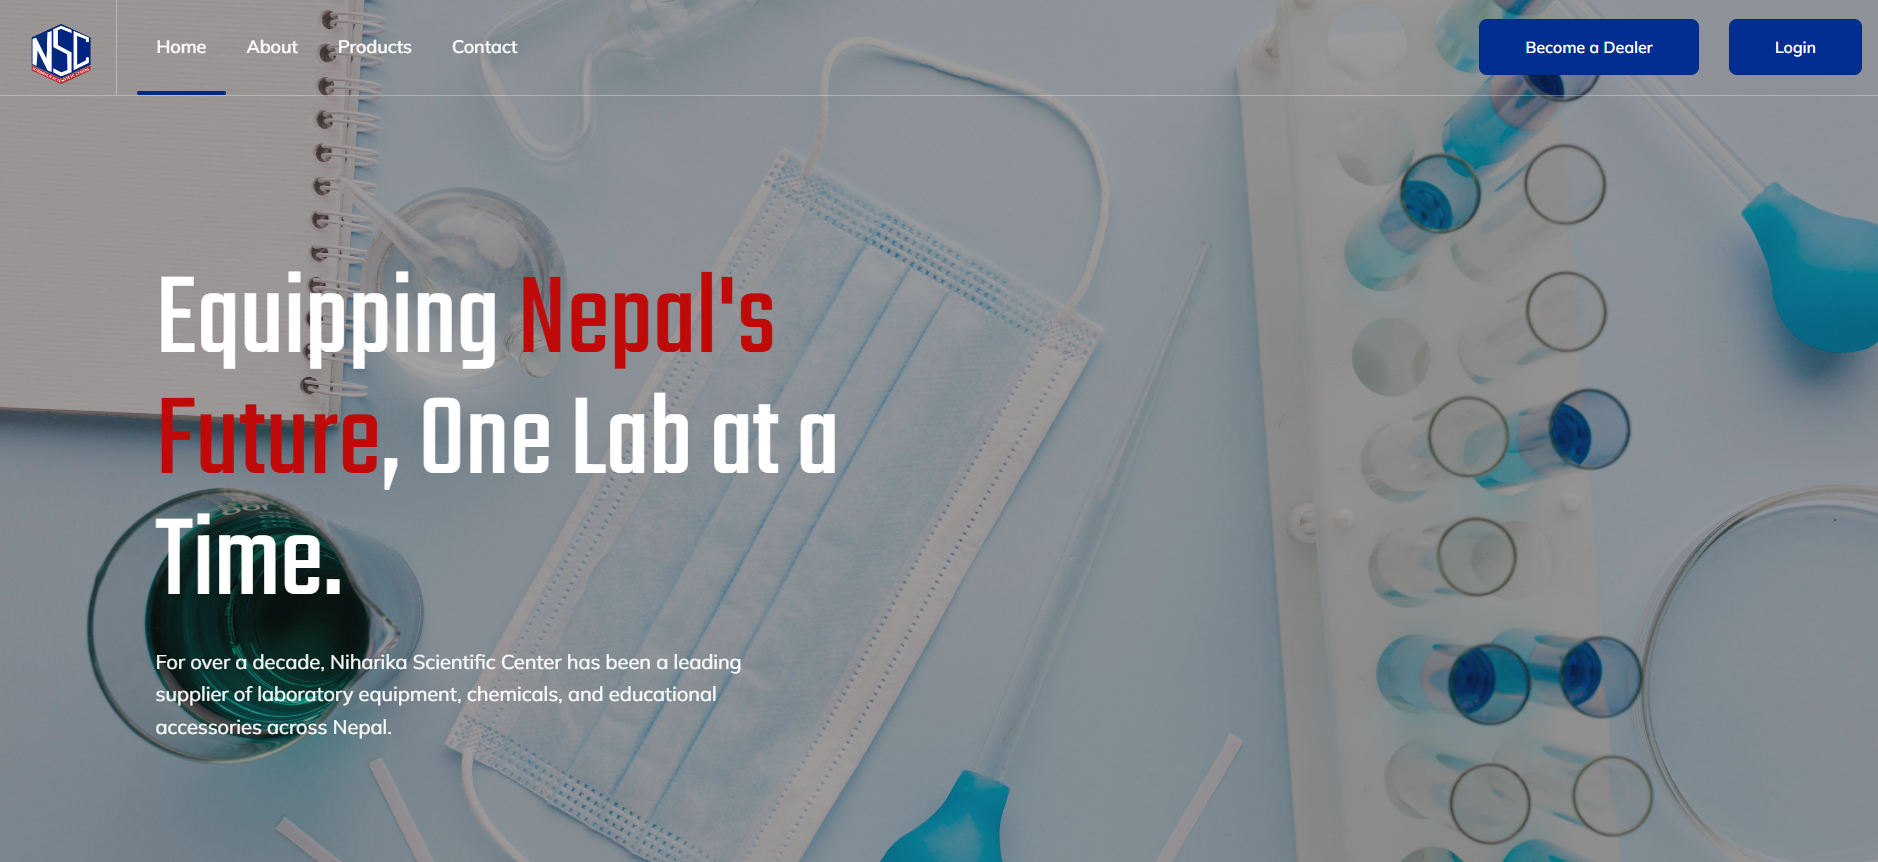 NSC
Home
About
Products
Contact
Become a Dealer
Login
Equipping Nepal's
Future, One Lab at a
Time.
For over a decade, Niharika Scientific Center has been a leading
supplier of laboratory equipment, chemicals, and educational
accessories across Nepal.